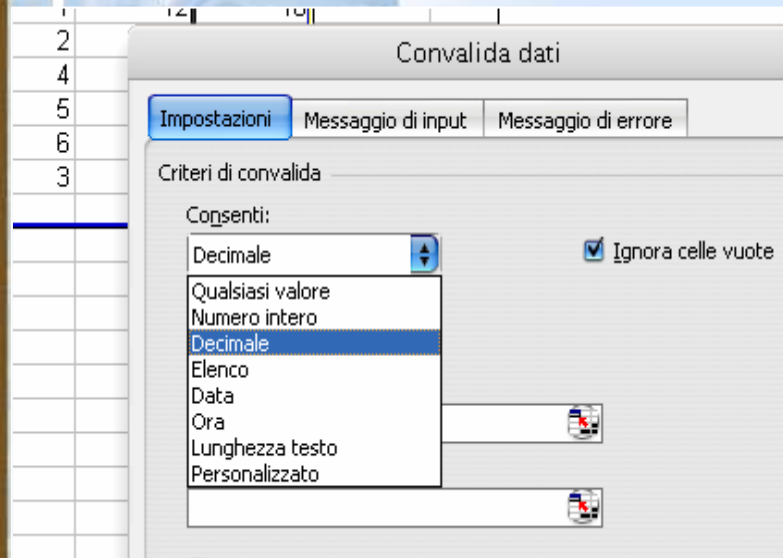 12
2
Convalida dati
4
5
Impostazioni Messaggio di input Messaggio di errore
6
3
Criteri di convalida
Consenti:
Decimale Ignora celle vuote
Qualsiasi valore
Numero intero
Decimale
Elenco
Data
Ora
Lunghezza testo
Personalizzato